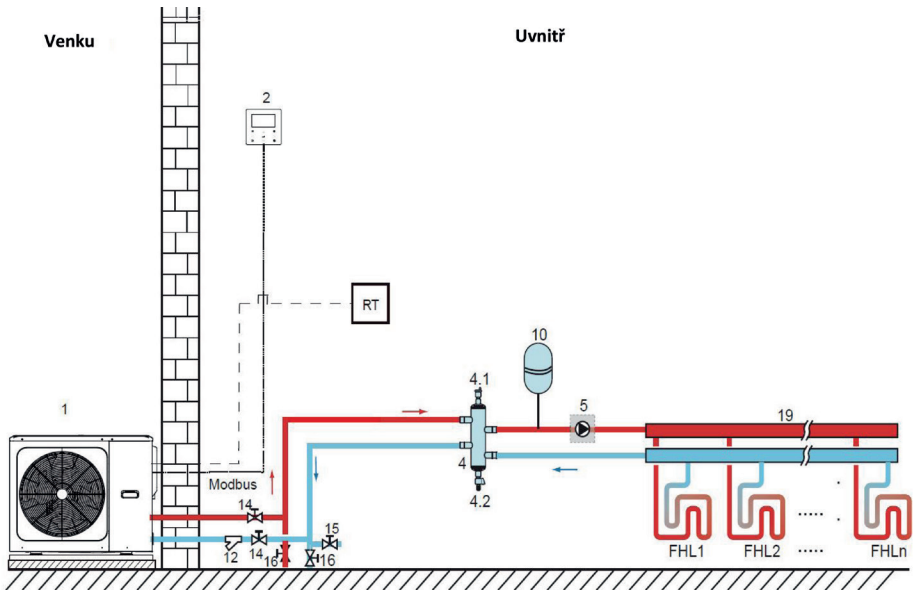 Venku
Uvnitř
2
RT
10
4.1
5
19
1
4
4.2
Modbus
14
15
12
14
16
16
FHL1
FHL2
.....
FHLn